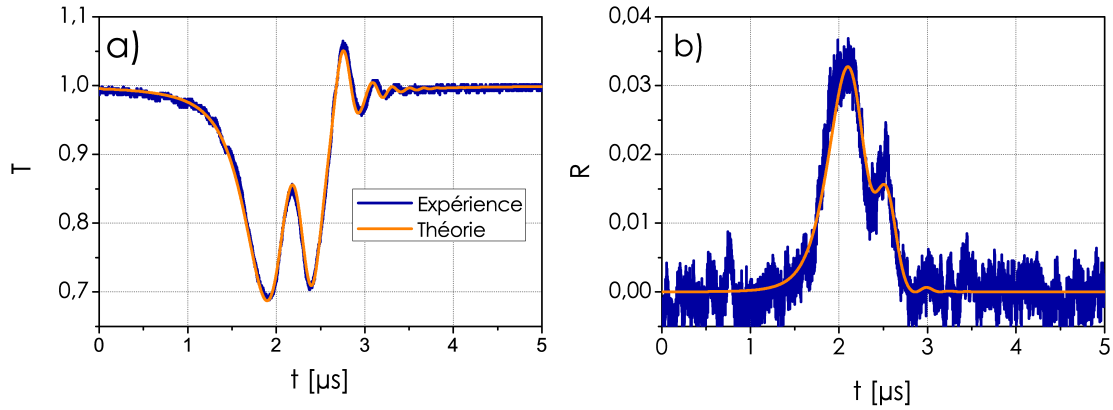 a)
1,1
1,0
0,9
0,8
0,7
T
Expérience
Théorie
0 1 2 3 4 5
t [µs]
b)
0,04
0,03
0,02
0,01
0,00
R
0 1 2 3 4 5
t [µs]